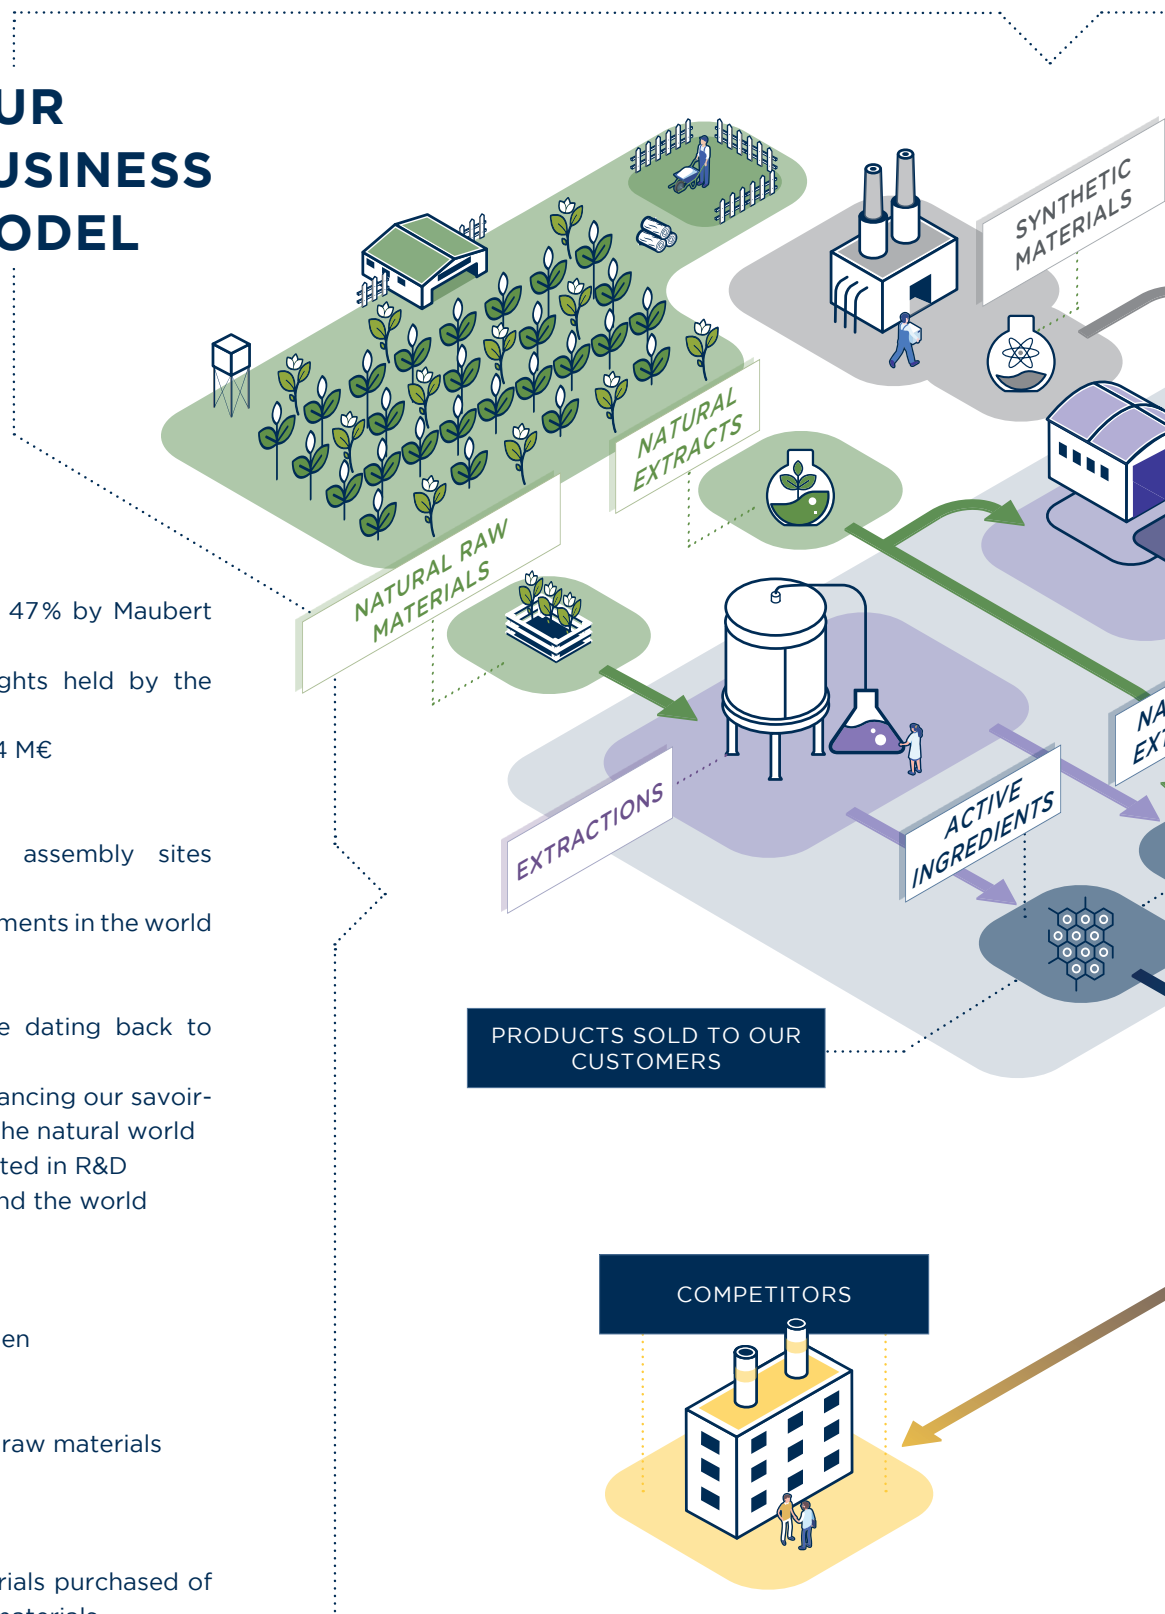 UR
USINESS
ODEL
47% by Maubert
ghts held by the
4 M€
assembly sites
ments in the world
e dating back to
ancing our savoir-
he natural world
ted in R&D
nd the world
en
raw materials
rials purchased of
materials
SYNTHETIC
MATERIALS
NATURAL
EXTRACTS
NATURAL RAW
MATERIALS
EXTRACTIONS
ACTIVE
INGREDIENTS
NA
EXT
PRODUCTS SOLD TO OUR
CUSTOMERS
COMPETITORS